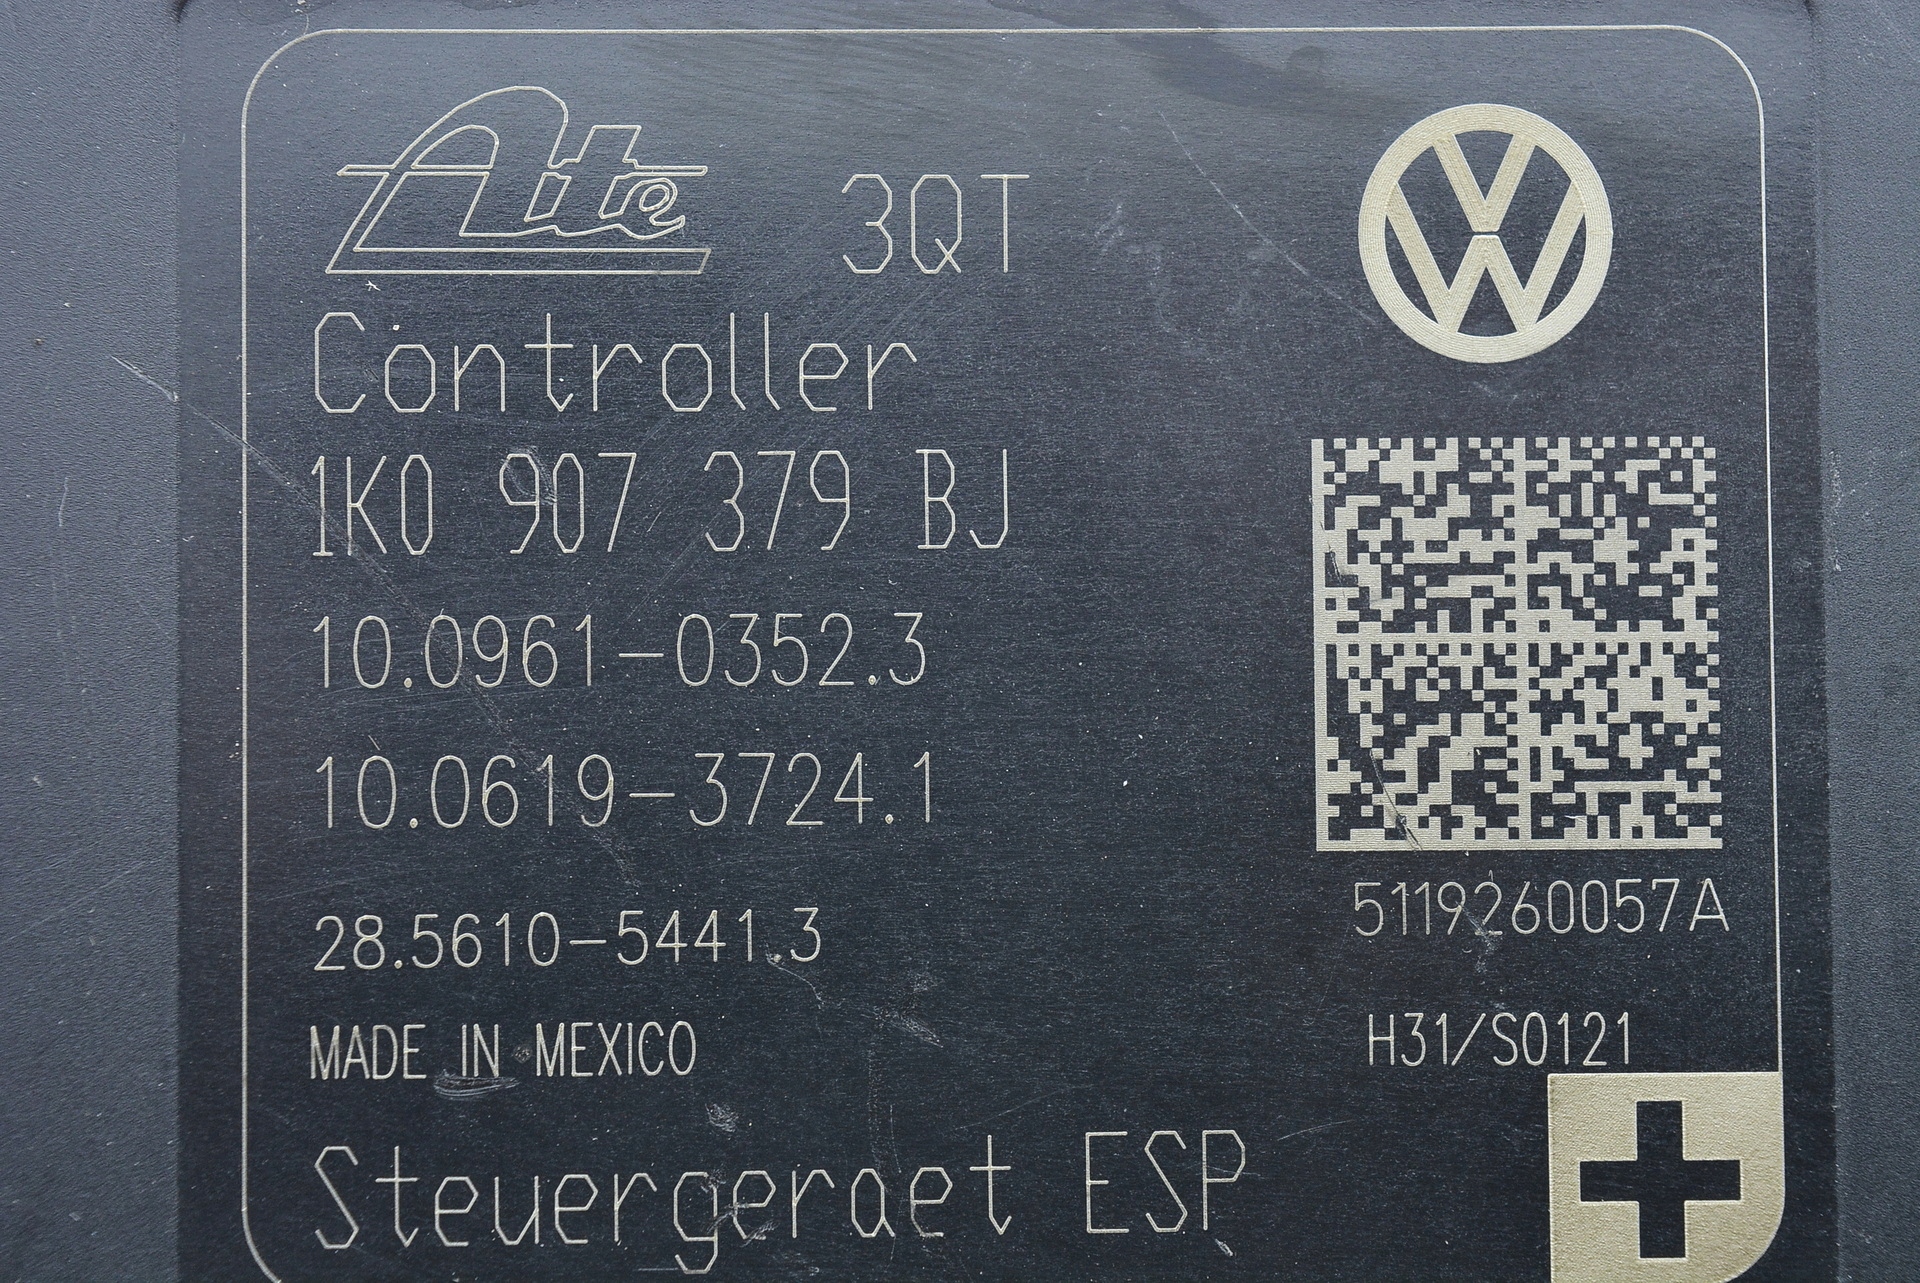 Ate 3QT
Controller
1K0 907 379 BJ
10.0961-0352.3
10.0619-3724.1
5119260057A
28.5610-5441.3
H31/S0121
MADE IN MEXICO
Steuergeraet ESP